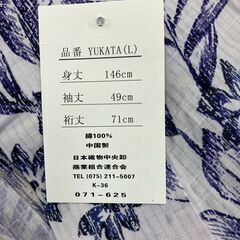 品番 YUKATA(L)
身丈 146cm
袖丈 49cm
裄丈 71cm
綿100%
中国製
日本織物中央卸
商業組合連合会
TEL (075) 211-5007
K-36
071-625